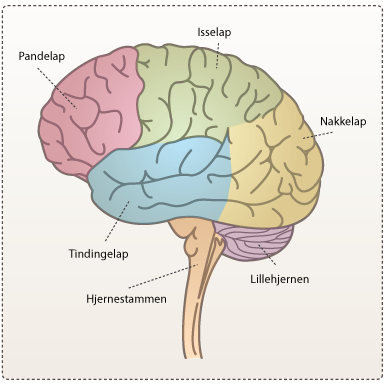 Isselap
Pandelap
Nakkelap
Tindingelap
Lillehjernen
Hjernestammen